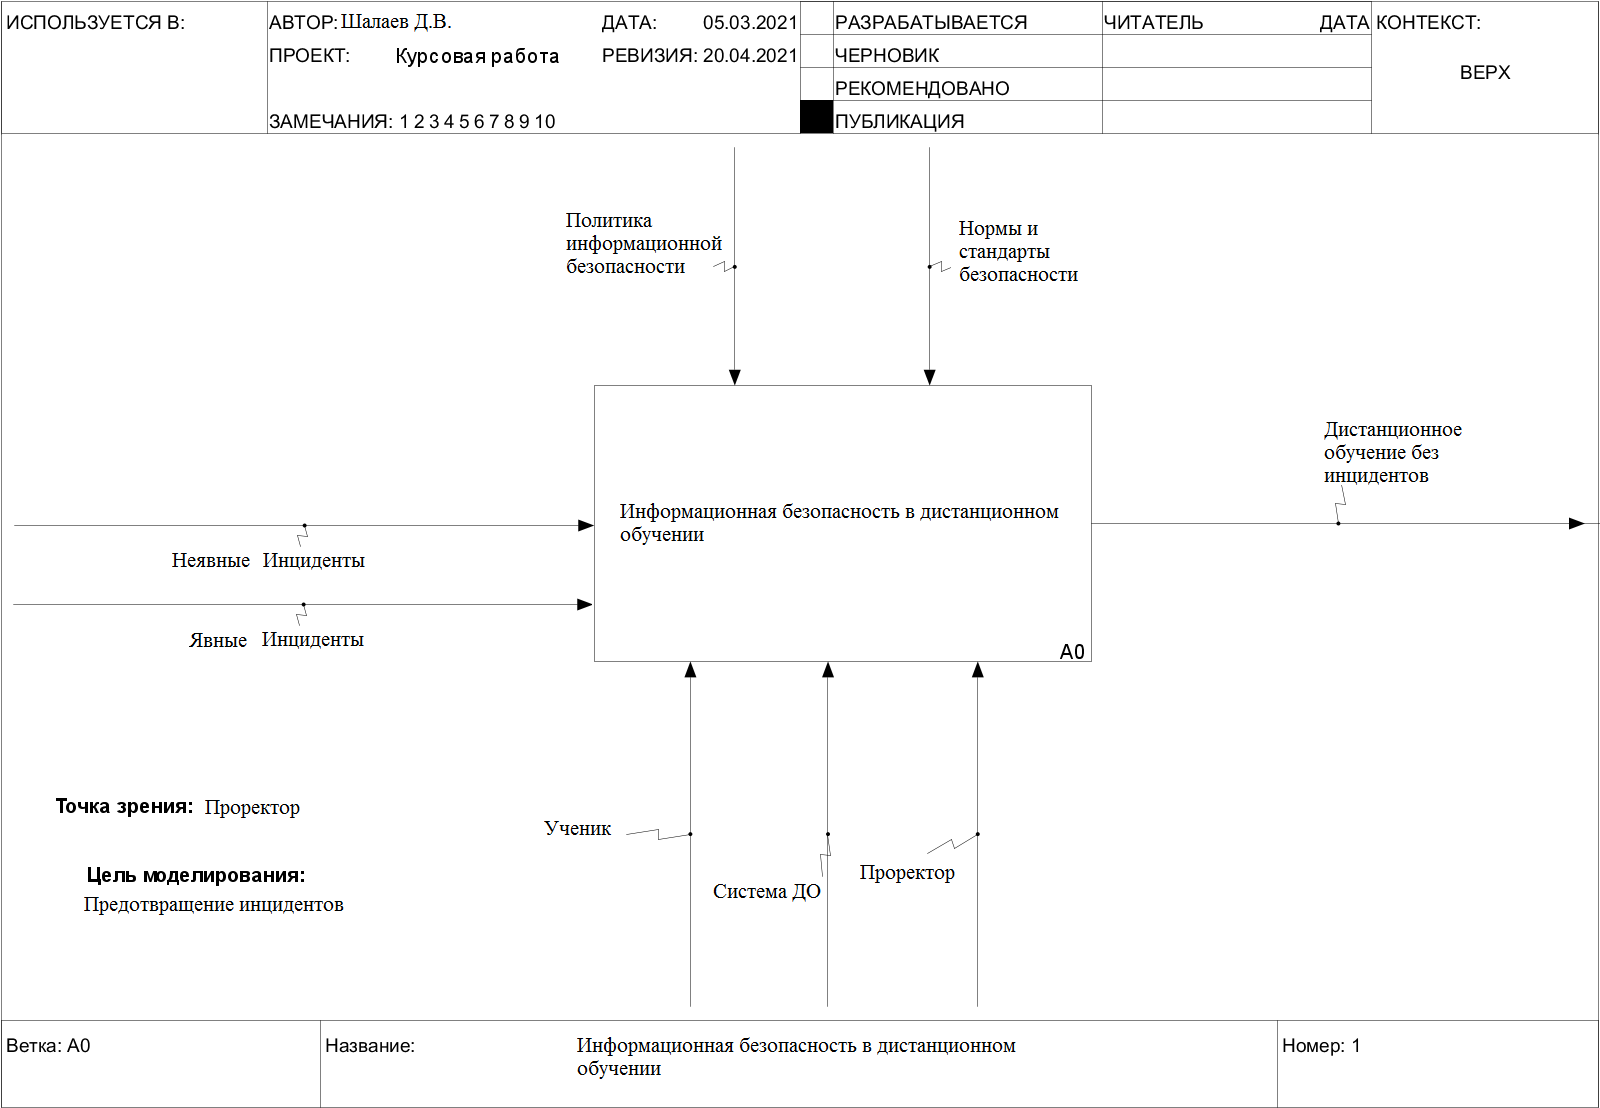 ИСПОЛЬЗУЕТСЯ В:
АВТОР: Шалаев Д.В.
ДАТА: 05.03.2021
ПРОЕКТ: Курсовая работа
РЕВИЗИЯ: 20.04.2021
ЗАМЕЧАНИЯ: 1 2 3 4 5 6 7 8 9 10
РАЗРАБАТЫВАЕТСЯ
ЧЕРНОВИК
РЕКОМЕНДОВАНО
ПУБЛИКАЦИЯ
ЧИТАТЕЛЬ
ДАТА
КОНТЕКСТ:
ВЕРХ
Политика
информационной
безопасности
Нормы и
стандарты
безопасности
Дистанционное
обучение без
инцидентов
Информационная безопасность в дистанционном
обучении
A0
Неявные Инциденты
Явные Инциденты
Точка зрения: Проректор
Цель моделирования:
Предотвращение инцидентов
Ученик
Система ДО
Проректор
Ветка: A0
Название:
Информационная безопасность в дистанционном
обучении
Номер: 1